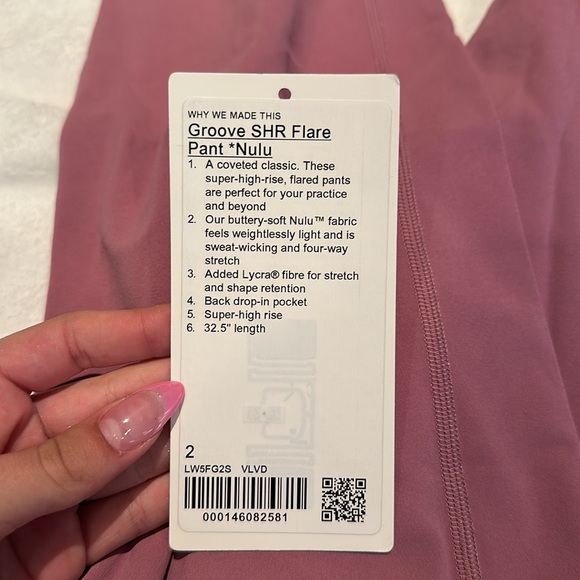 WHY WE MADE THIS
Groove SHR Flare
Pant *Nulu
1. A coveted classic. These
super-high-rise, flared pants
are perfect for your practice
and beyond
2. Our buttery-soft Nulu™ fabric
feels weightlessly light and is
sweat-wicking and four-way
stretch
3. Added Lycra® fibre for stretch
and shape retention
4. Back drop-in pocket
5. Super-high rise
6. 32.5" length
2
LW5FG2S VLVD
000146082581